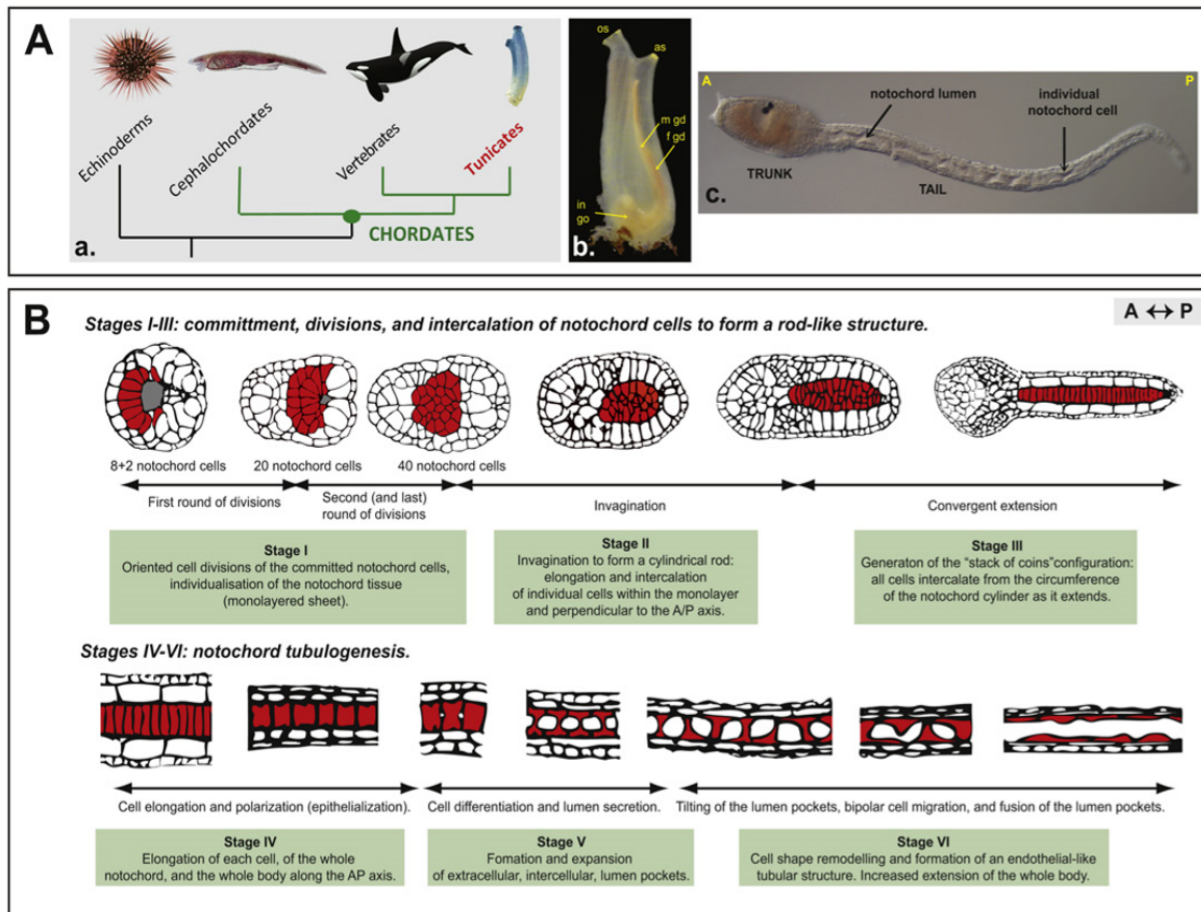 A
Echinoderms
Cephalochordates
Vertebrates
Tunicates
CHORDATES
a.
os
as
m gd
f gd
in
go
b.
A
P
notochord lumen
individual
notochord cell
TRUNK
TAIL
c.
B
A ↔ P
Stages I-III: committment, divisions, and intercalation of notochord cells to form a rod-like structure.
8+2 notochord cells
20 notochord cells
40 notochord cells
First round of divisions
Second (and last)
round of divisions
Invagination
Convergent extension
Stage I
Oriented cell divisions of the committed notochord cells,
individualisation of the notochord tissue
(monolayered sheet).
Stage II
Invagination to form a cylindrical rod:
elongation and intercalation
of individual cells within the monolayer
and perpendicular to the A/P axis.
Stage III
Generaton of the “stack of coins”configuration:
all cells intercalate from the circumference
of the notochord cylinder as it extends.
Stages IV-VI: notochord tubulogenesis.
Cell elongation and polarization (epithelialization).
Cell differentiation and lumen secretion.
Tilting of the lumen pockets, bipolar cell migration, and fusion of the lumen pockets.
Stage IV
Elongation of each cell, of the whole
notochord, and the whole body along the AP axis.
Stage V
Fomation and expansion
of extracellular, intercellular, lumen pockets.
Stage VI
Cell shape remodelling and formation of an endothelial-like
tubular structure. Increased extension of the whole body.